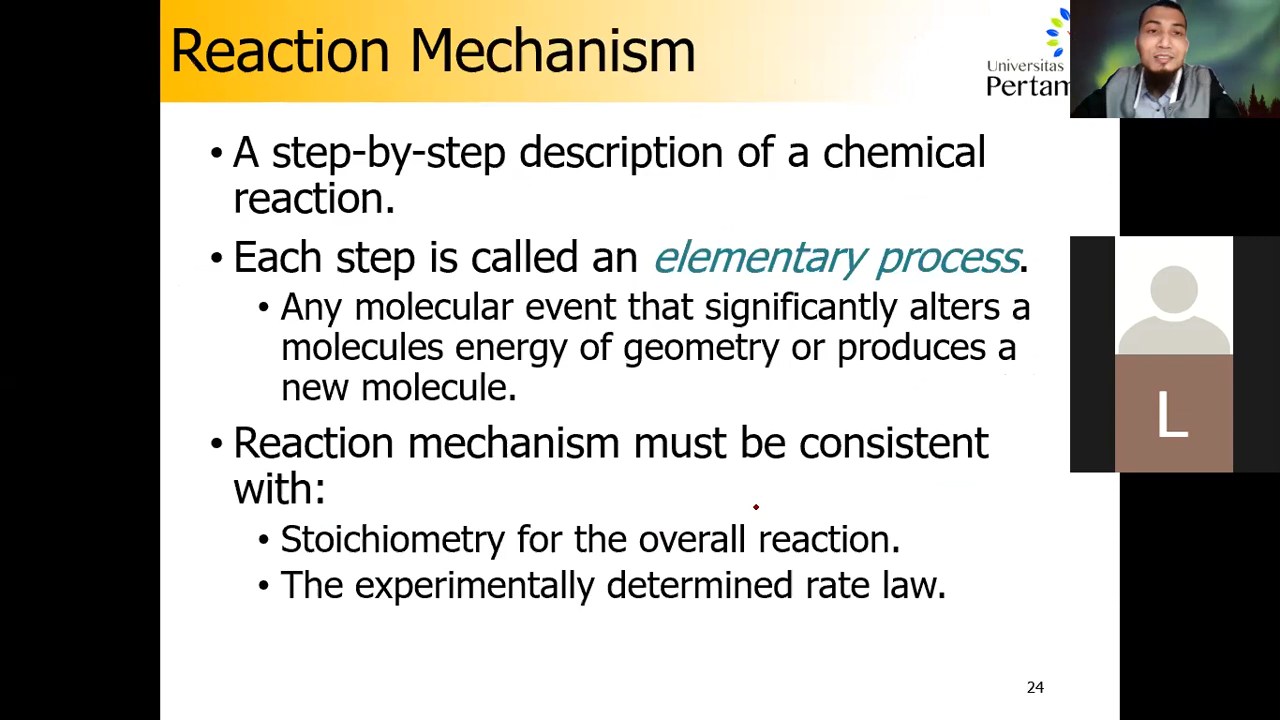 Reaction Mechanism
Universitas
Pertam
• A step-by-step description of a chemical
reaction.
• Each step is called an elementary process.
• Any molecular event that significantly alters a
molecules energy of geometry or produces a
new molecule.
• Reaction mechanism must be consistent
with:
• Stoichiometry for the overall reaction.
• The experimentally determined rate law.
L
24